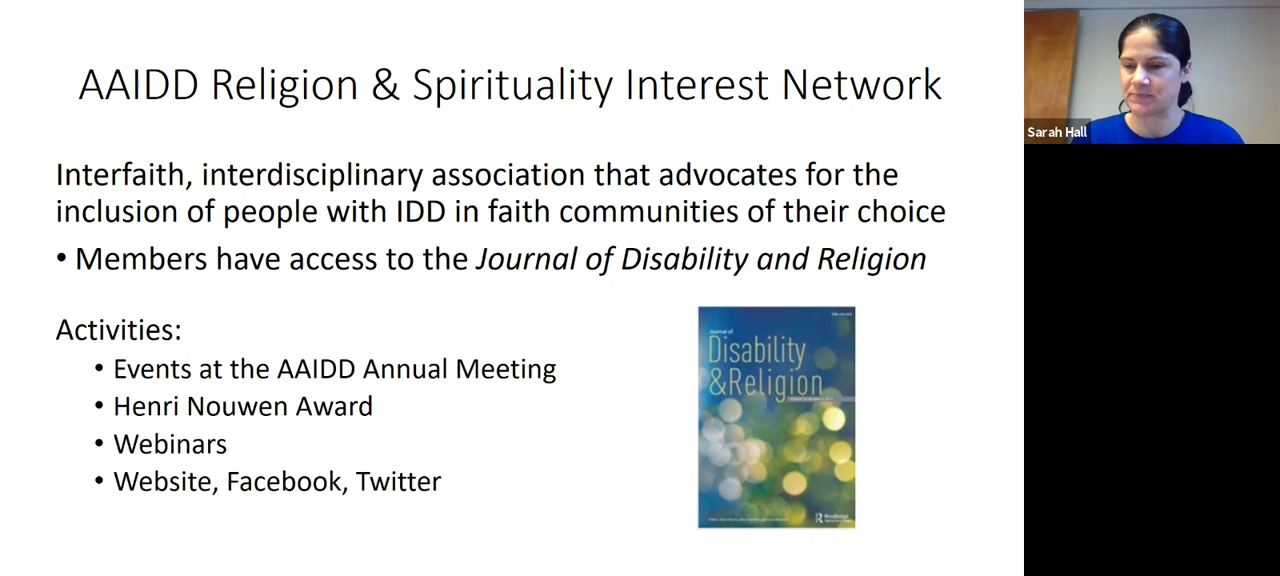 AAIDD Religion & Spirituality Interest Network
Interfaith, interdisciplinary association that advocates for the
inclusion of people with IDD in faith communities of their choice
• Members have access to the Journal of Disability and Religion
Activities:
• Events at the AAIDD Annual Meeting
• Henri Nouwen Award
• Webinars
• Website, Facebook, Twitter
Journal of
Disability
&Religion
Routledge
Sarah Hall